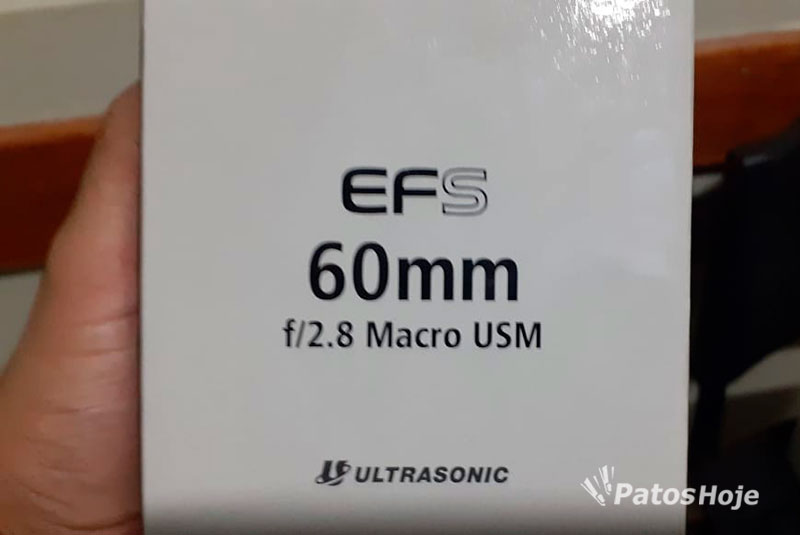 EFS
60mm
f/2.8 Macro USM
ULTRASONIC
PatosHoje